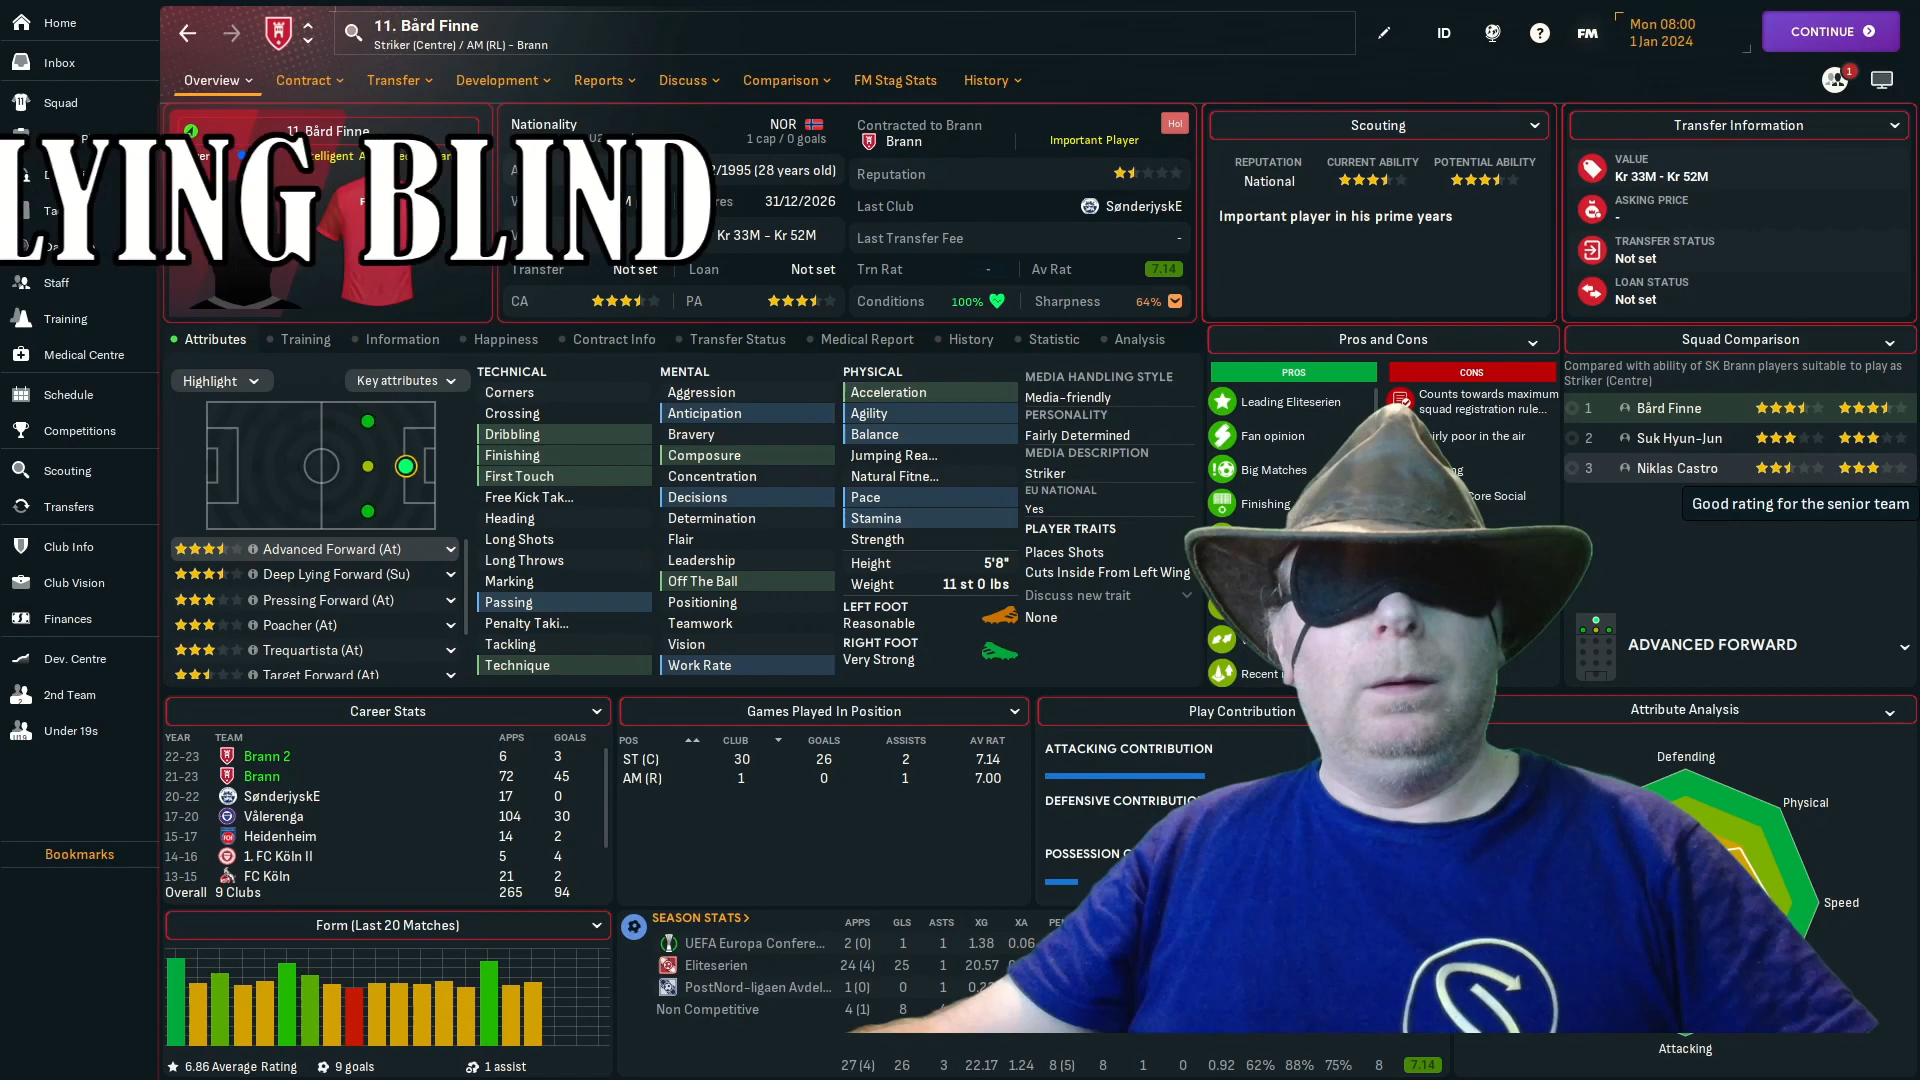 Home
Inbox
Squad
Staff
Training
Medical Centre
Schedule
Competitions
Scouting
Transfers
Club Info
Club Vision
Finances
Dev. Centre
2nd Team
Under 19s
Bookmarks
11. Bård Finne
Striker (Centre) / AM (RL) - Brann
ID
FM
Mon 08:00
1 Jan 2024
CONTINUE
Overview
Contract
Transfer
Development
Reports
Discuss
Comparison
FM Stag Stats
History
1
LYING BLIND
11. Bård Finne
Nationality
NOR
1 cap / 0 goals
/1995 (28 years old)
31/12/2026
Kr 33M - Kr 52M
Transfer Not set Loan Not set
CA PA
Contracted to Brann
Brann
Important Player
Hol
Reputation
Last Club SønderjyskE
Last Transfer Fee -
Trn Rat - Av Rat 7.14
Conditions 100% Sharpness 64%
Scouting
REPUTATION CURRENT ABILITY POTENTIAL ABILITY
National
Important player in his prime years
Transfer Information
VALUE
Kr 33M - Kr 52M
ASKING PRICE
-
TRANSFER STATUS
Not set
LOAN STATUS
Not set
Attributes
Training
Information
Happiness
Contract Info
Transfer Status
Medical Report
History
Statistic
Analysis
Highlight
Key attributes
Advanced Forward (At)
Deep Lying Forward (Su)
Pressing Forward (At)
Poacher (At)
Trequartista (At)
Target Forward (At)
TECHNICAL
Corners
Crossing
Dribbling
Finishing
First Touch
Free Kick Tak...
Heading
Long Shots
Long Throws
Marking
Passing
Penalty Taki...
Tackling
Technique
MENTAL
Aggression
Anticipation
Bravery
Composure
Concentration
Decisions
Determination
Flair
Leadership
Off The Ball
Positioning
Teamwork
Vision
Work Rate
PHYSICAL
Acceleration
Agility
Balance
Jumping Rea...
Natural Fitne...
Pace
Stamina
Strength
Height 5'8"
Weight 11 st 0 lbs
LEFT FOOT
Reasonable
RIGHT FOOT
Very Strong
MEDIA HANDLING STYLE
Media-friendly
PERSONALITY
Fairly Determined
MEDIA DESCRIPTION
Striker
EU NATIONAL
Yes
PLAYER TRAITS
Places Shots
Cuts Inside From Left Wing
Discuss new trait
None
Pros and Cons
PROS
Leading Eliteserien
Fan opinion
Big Matches
Finishing
Recent
CONS
Counts towards maximum
squad registration rule...
in the air
Core Social
Squad Comparison
Compared with ability of SK Brann players suitable to play as
Striker (Centre)
1 Bård Finne
2 Suk Hyun-Jun
3 Niklas Castro
Good rating for the senior team
ADVANCED FORWARD
Career Stats
YEAR TEAM APPS GOALS
22-23 Brann 2 6 3
21-23 Brann 72 45
20-22 SønderjyskE 17 0
17-20 Vålerenga 104 30
15-17 Heidenheim 14 2
14-16 1. FC Köln II 5 4
13-15 FC Köln 21 2
Overall 9 Clubs 265 94
Games Played In Position
POS CLUB GOALS ASSISTS AV RAT
ST (C) 30 26 2 7.14
AM (R) 1 0 1 7.00
Play Contribution
ATTACKING CONTRIBUTION
DEFENSIVE CONTRIBUTIO
POSSESSION C
Attribute Analysis
Defending
Physical
Speed
Attacking
Form (Last 20 Matches)
6.86 Average Rating
9 goals
1 assist
SEASON STATS > APPS GLS ASTS XG XA
UEFA Europa Confere... 2 (0) 1 1 1.38 0.06
Eliteserien 24 (4) 25 1 20.57
PostNord-ligaen Avdel... 1 (0) 0 1
Non Competitive 4 (1) 8
27 (4) 26 3 22.17 1.24 8 (5) 8 1 0 0.92 62% 88% 75% 8 7.14